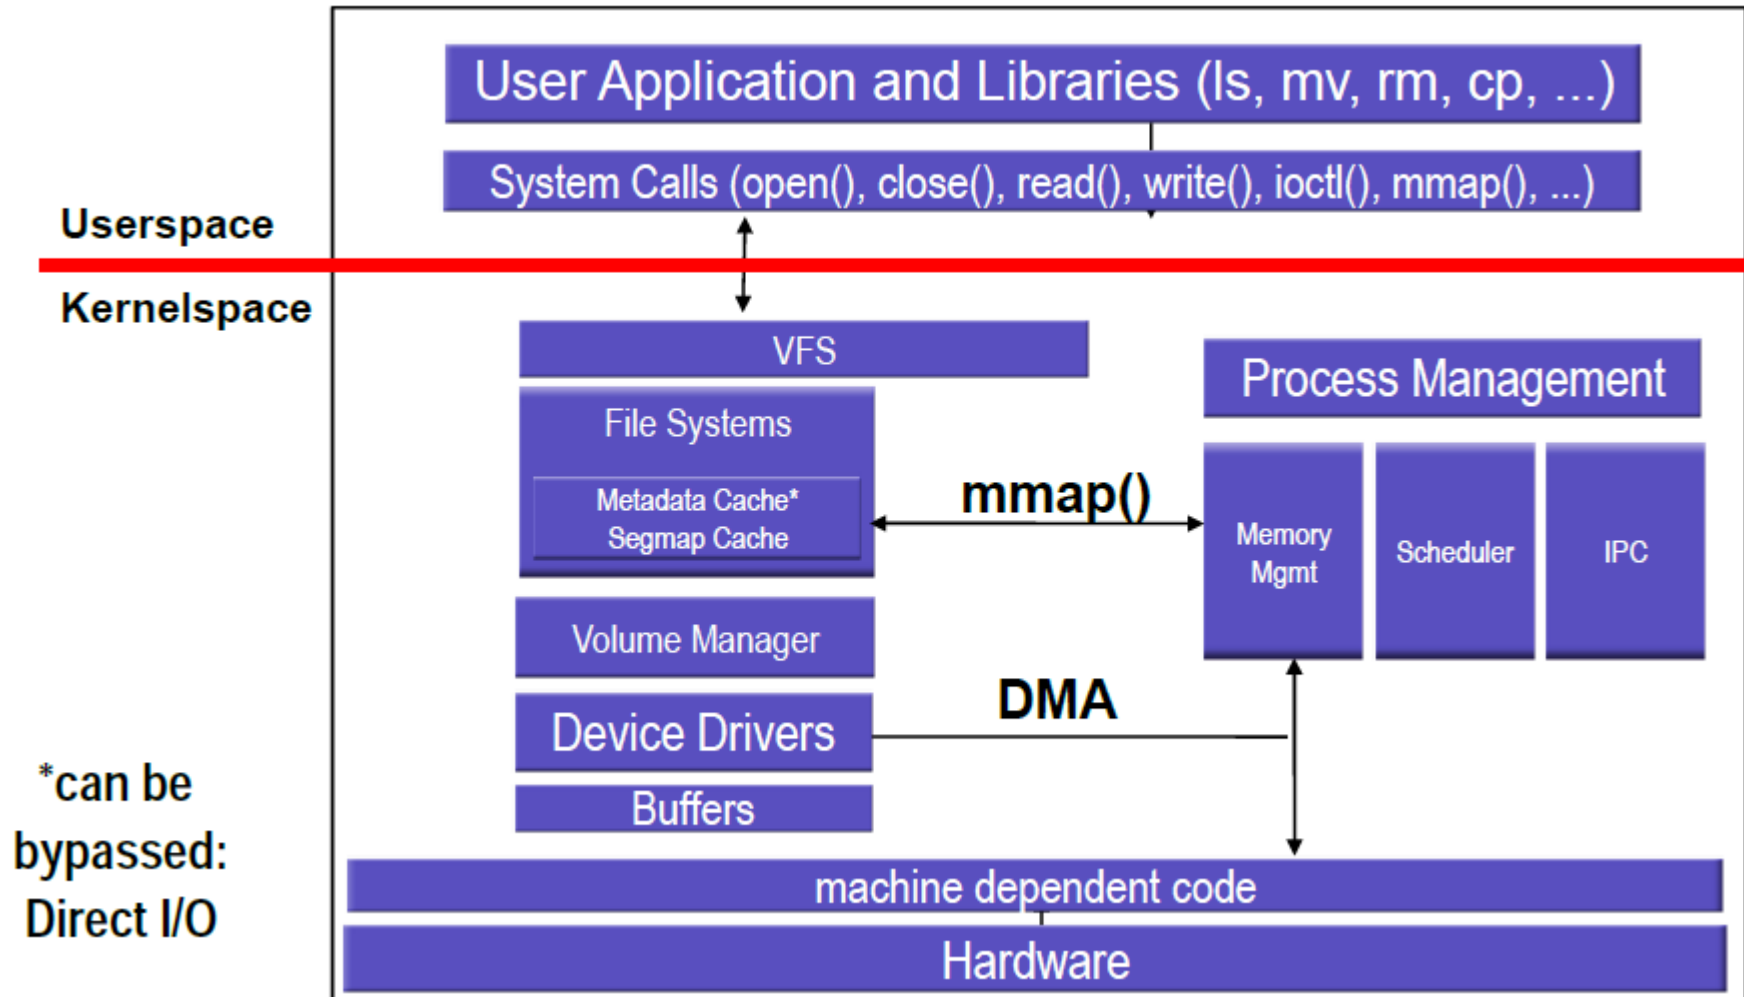 User Application and Libraries (ls, mv, rm, cp, ...)
System Calls (open(), close(), read(), write(), ioctl(), mmap(), ...)
Userspace
Kernelspace
VFS
Process Management
File Systems
Metadata Cache*
Segmap Cache
mmap()
Memory
Mgmt
Scheduler
IPC
Volume Manager
DMA
Device Drivers
Buffers
*can be
bypassed:
Direct I/O
machine dependent code
Hardware